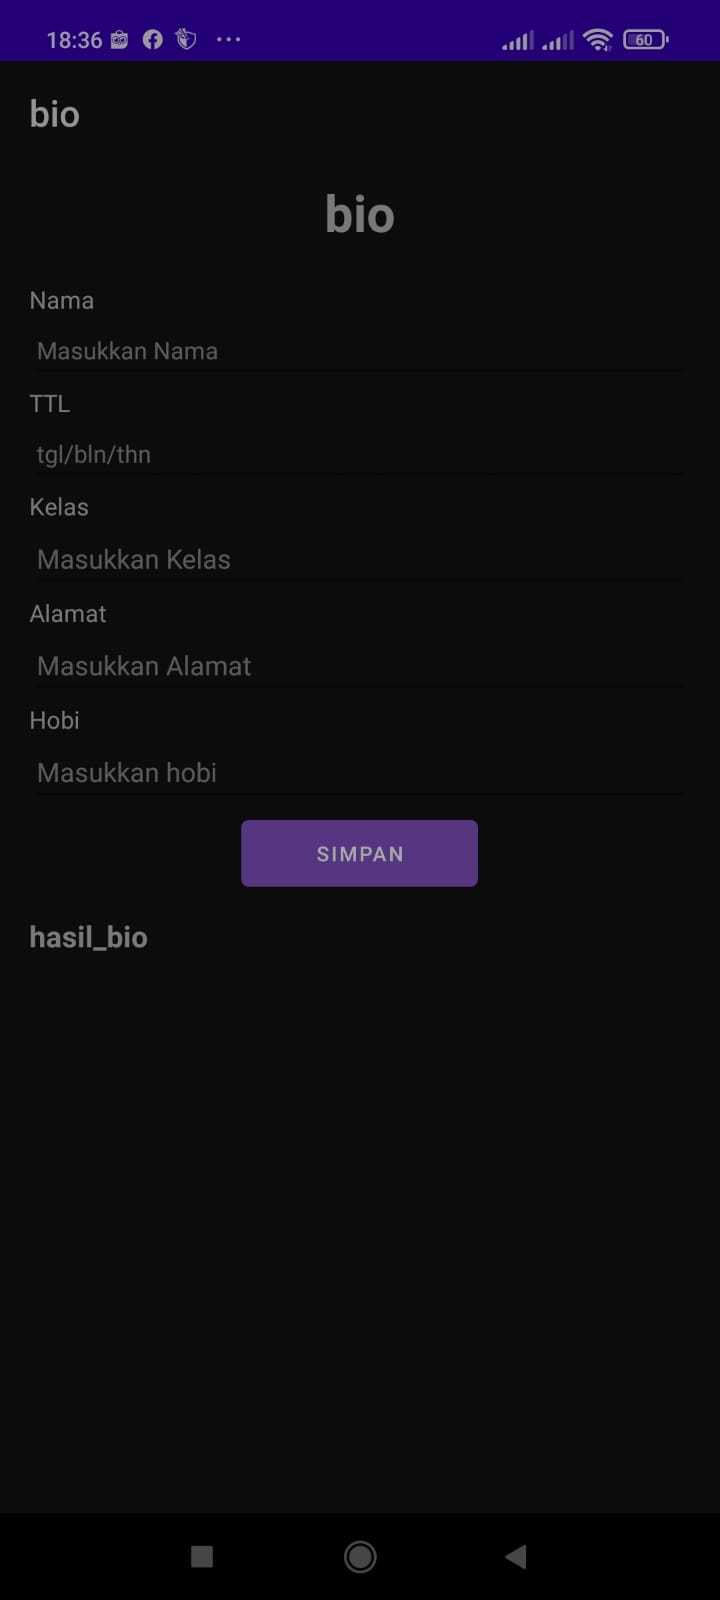 18:36
60
bio
bio
Nama
Masukkan Nama
TTL
tgl/bln/thn
Kelas
Masukkan Kelas
Alamat
Masukkan Alamat
Hobi
Masukkan hobi
SIMPAN
hasil_bio